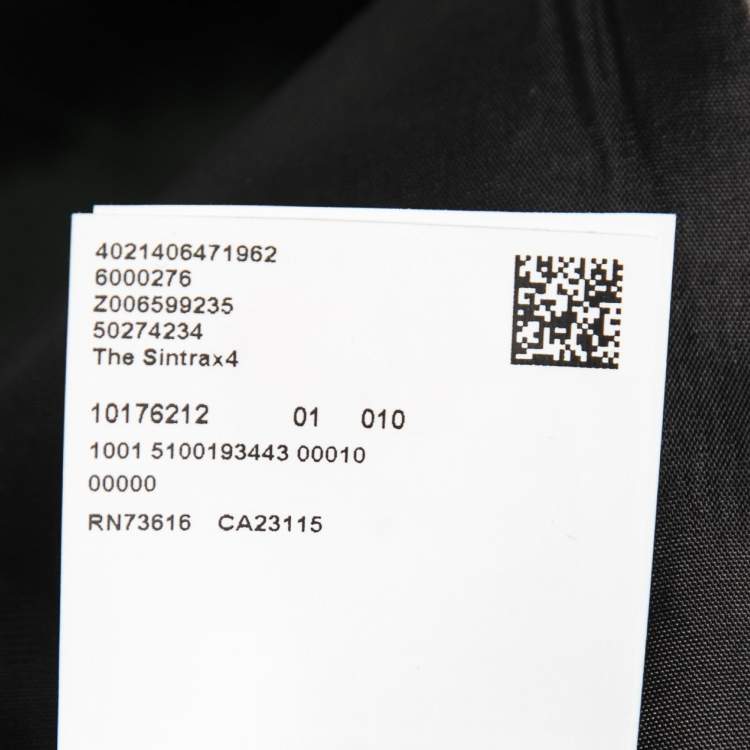 4021406471962
6000276
Z006599235
50274234
The Sintrax4
10176212 01 010
1001 5100193443 00010
00000
RN73616 CA23115